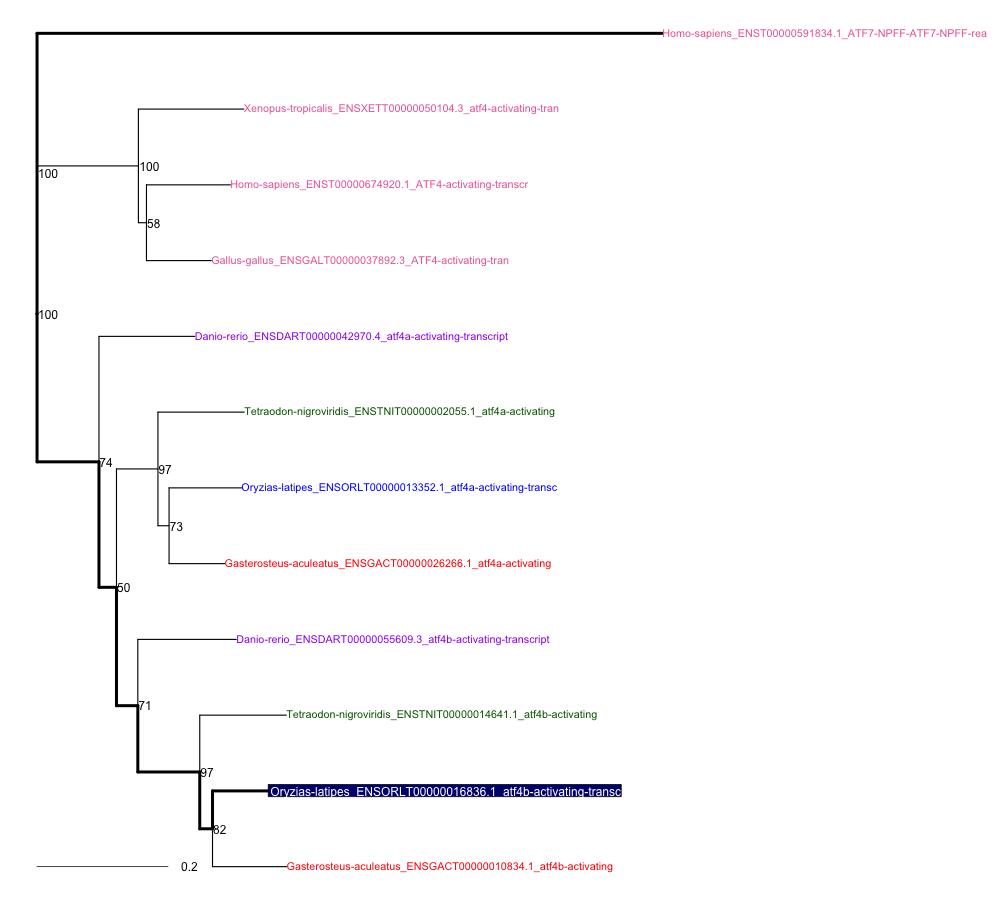 Homo-sapiens_ENST00000591834.1_ATF7-NPFF-ATF7-NPFF-rea
Xenopus-tropicalis_ENSXETT00000050104.3_atf4-activating-tran
100
100
Homo-sapiens_ENST00000674920.1_ATF4-activating-transcr
58
Gallus-gallus_ENSGALT00000037892.3_ATF4-activating-tran
100
Danio-rerio_ENSDART00000042970.4_atf4a-activating-transcript
Tetraodon-nigroviridis_ENSTNIT00000002055.1_atf4a-activating
74
97
Oryzias-latipes_ENSORLT00000013352.1_atf4a-activating-transc
73
Gasterosteus-aculeatus_ENSGACT00000026266.1_atf4a-activating
50
Danio-rerio_ENSDART00000055609.3_atf4b-activating-transcript
71
Tetraodon-nigroviridis_ENSTNIT00000014641.1_atf4b-activating
97
Oryzias-latipes_ENSORLT00000016836.1_atf4b-activating-transc
82
Gasterosteus-aculeatus_ENSGACT00000010834.1_atf4b-activating
0.2